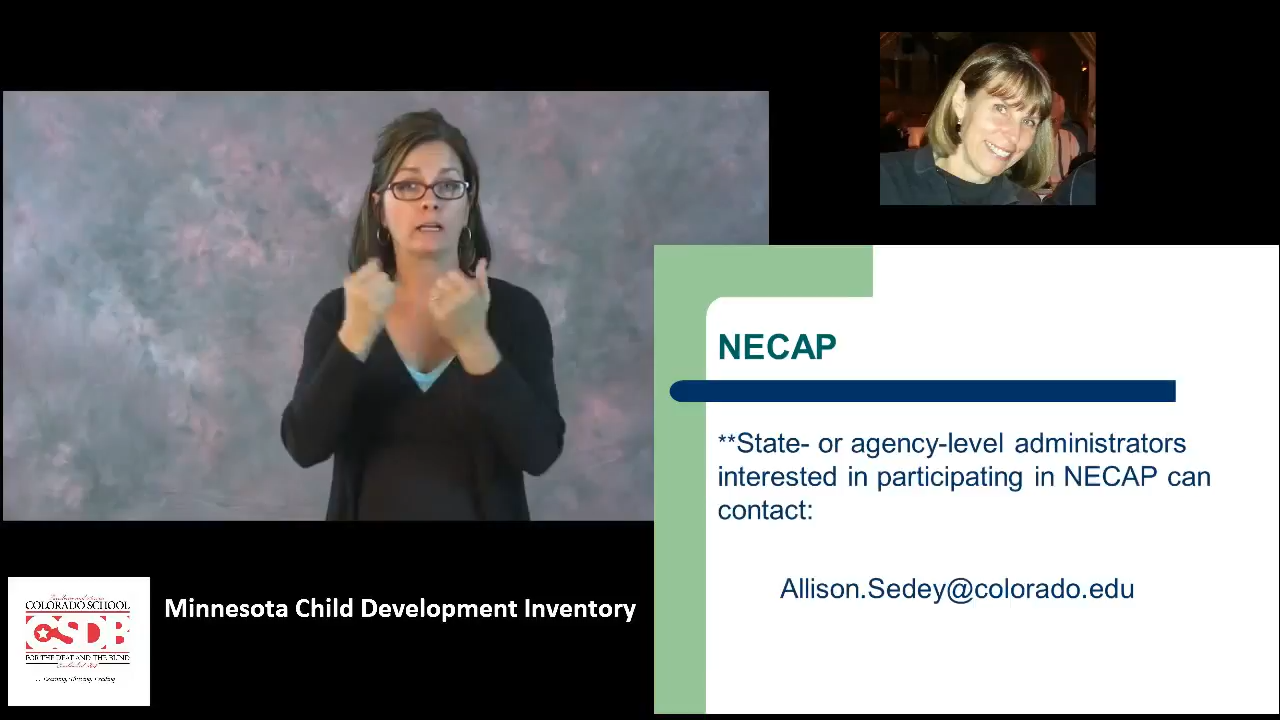 NECAP
**State- or agency-level administrators
interested in participating in NECAP can
contact:
Allison.Sedey@colorado.edu
COLORADO SCHOOL
CSDB
FOR THE DEAF AND THE BLIND
Minnesota Child Development Inventory